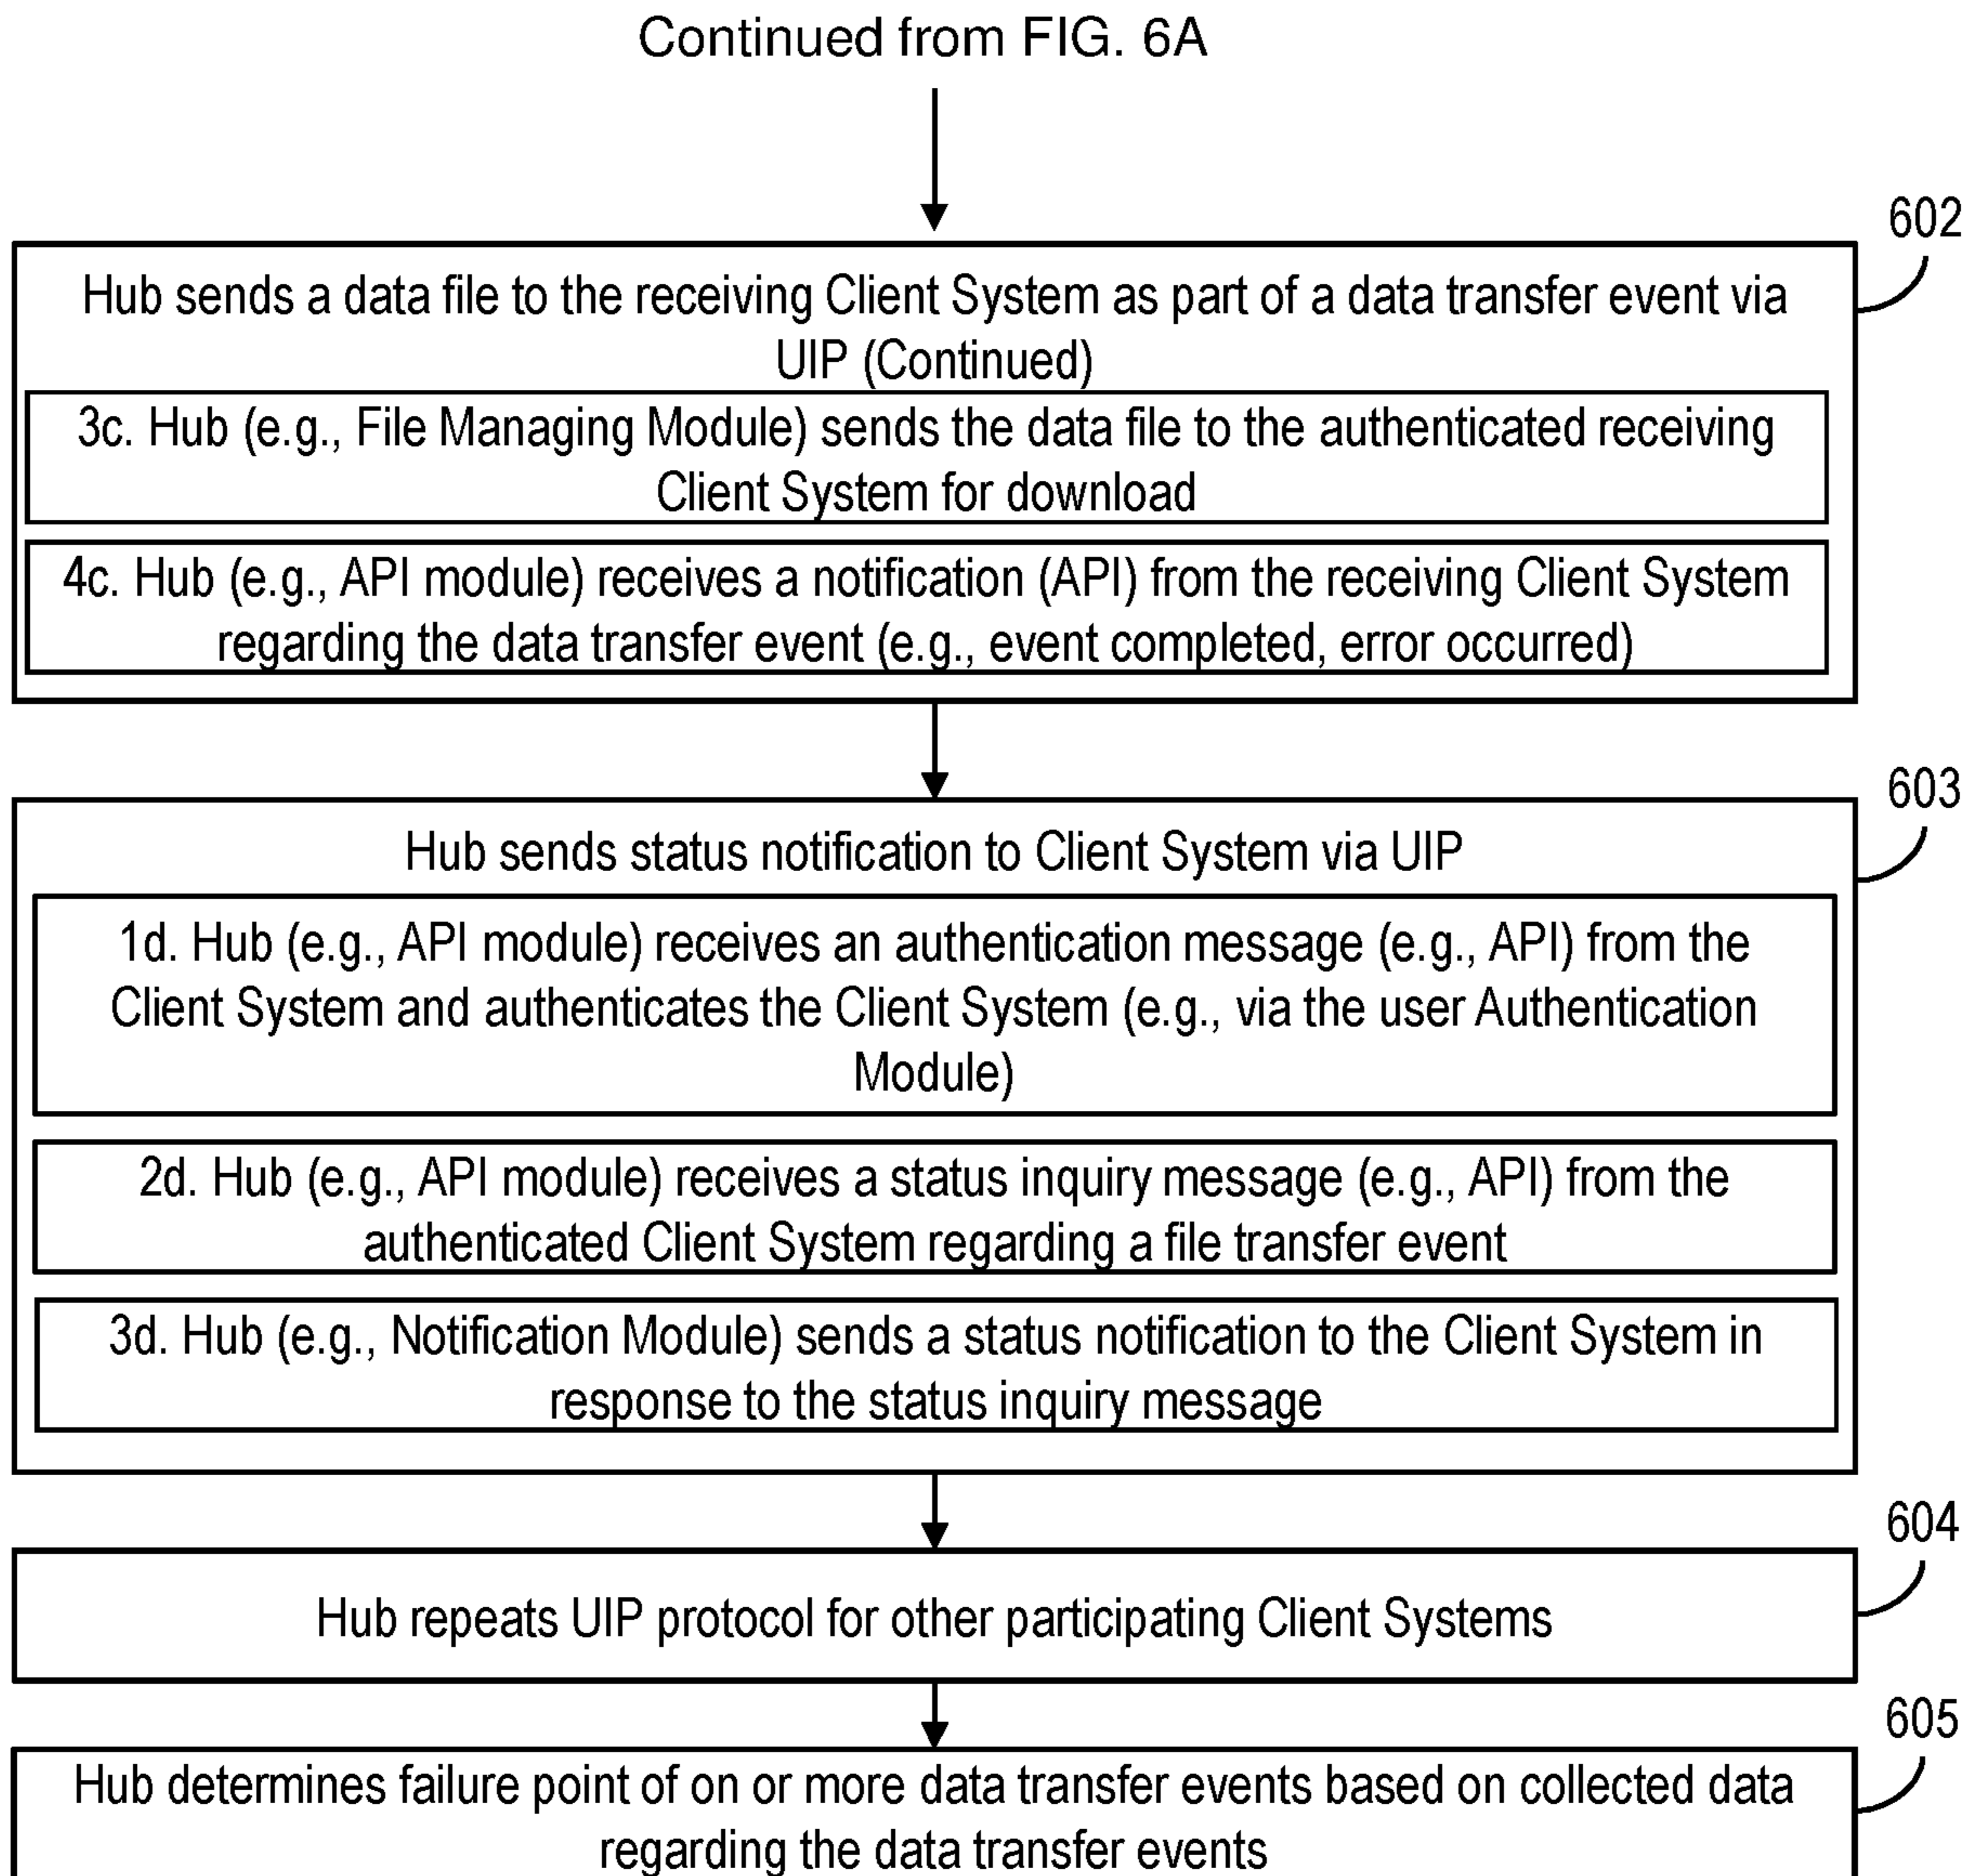 Continued from FIG. 6A
602
Hub sends a data file to the receiving Client System as part of a data transfer event via
UIP (Continued)
3c. Hub (e.g., File Managing Module) sends the data file to the authenticated receiving
Client System for download
4c. Hub (e.g., API module) receives a notification (API) from the receiving Client System
regarding the data transfer event (e.g., event completed, error occurred)
603
Hub sends status notification to Client System via UIP
1d. Hub (e.g., API module) receives an authentication message (e.g., API) from the
Client System and authenticates the Client System (e.g., via the user Authentication
Module)
2d. Hub (e.g., API module) receives a status inquiry message (e.g., API) from the
authenticated Client System regarding a file transfer event
3d. Hub (e.g., Notification Module) sends a status notification to the Client System in
response to the status inquiry message
604
Hub repeats UIP protocol for other participating Client Systems
605
Hub determines failure point of on or more data transfer events based on collected data
regarding the data transfer events